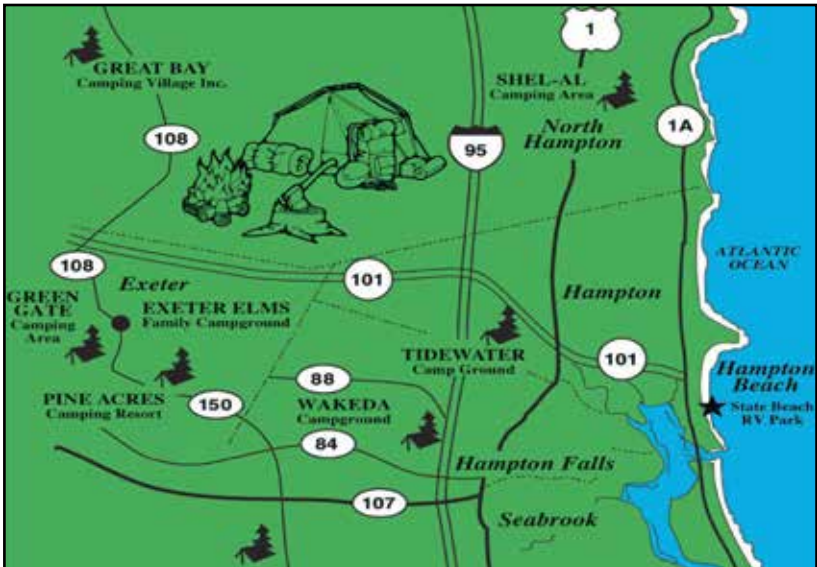 1
GREAT BAY
Camping Village Inc.
SHEL-AL
Camping Area
108
North
Hampton
1A
95
ATLANTIC
OCEAN
108
101
Exeter
Hampton
GREEN
GATE
Camping
Area
EXETER ELMS
Family Campground
TIDEWATER
Camp Ground
101
Hampton
Beach
88
PINE ACRES
Camping Resort
150
WAKEDA
Campground
State Beach
RV Park
84
Hampton Falls
107
Seabrook